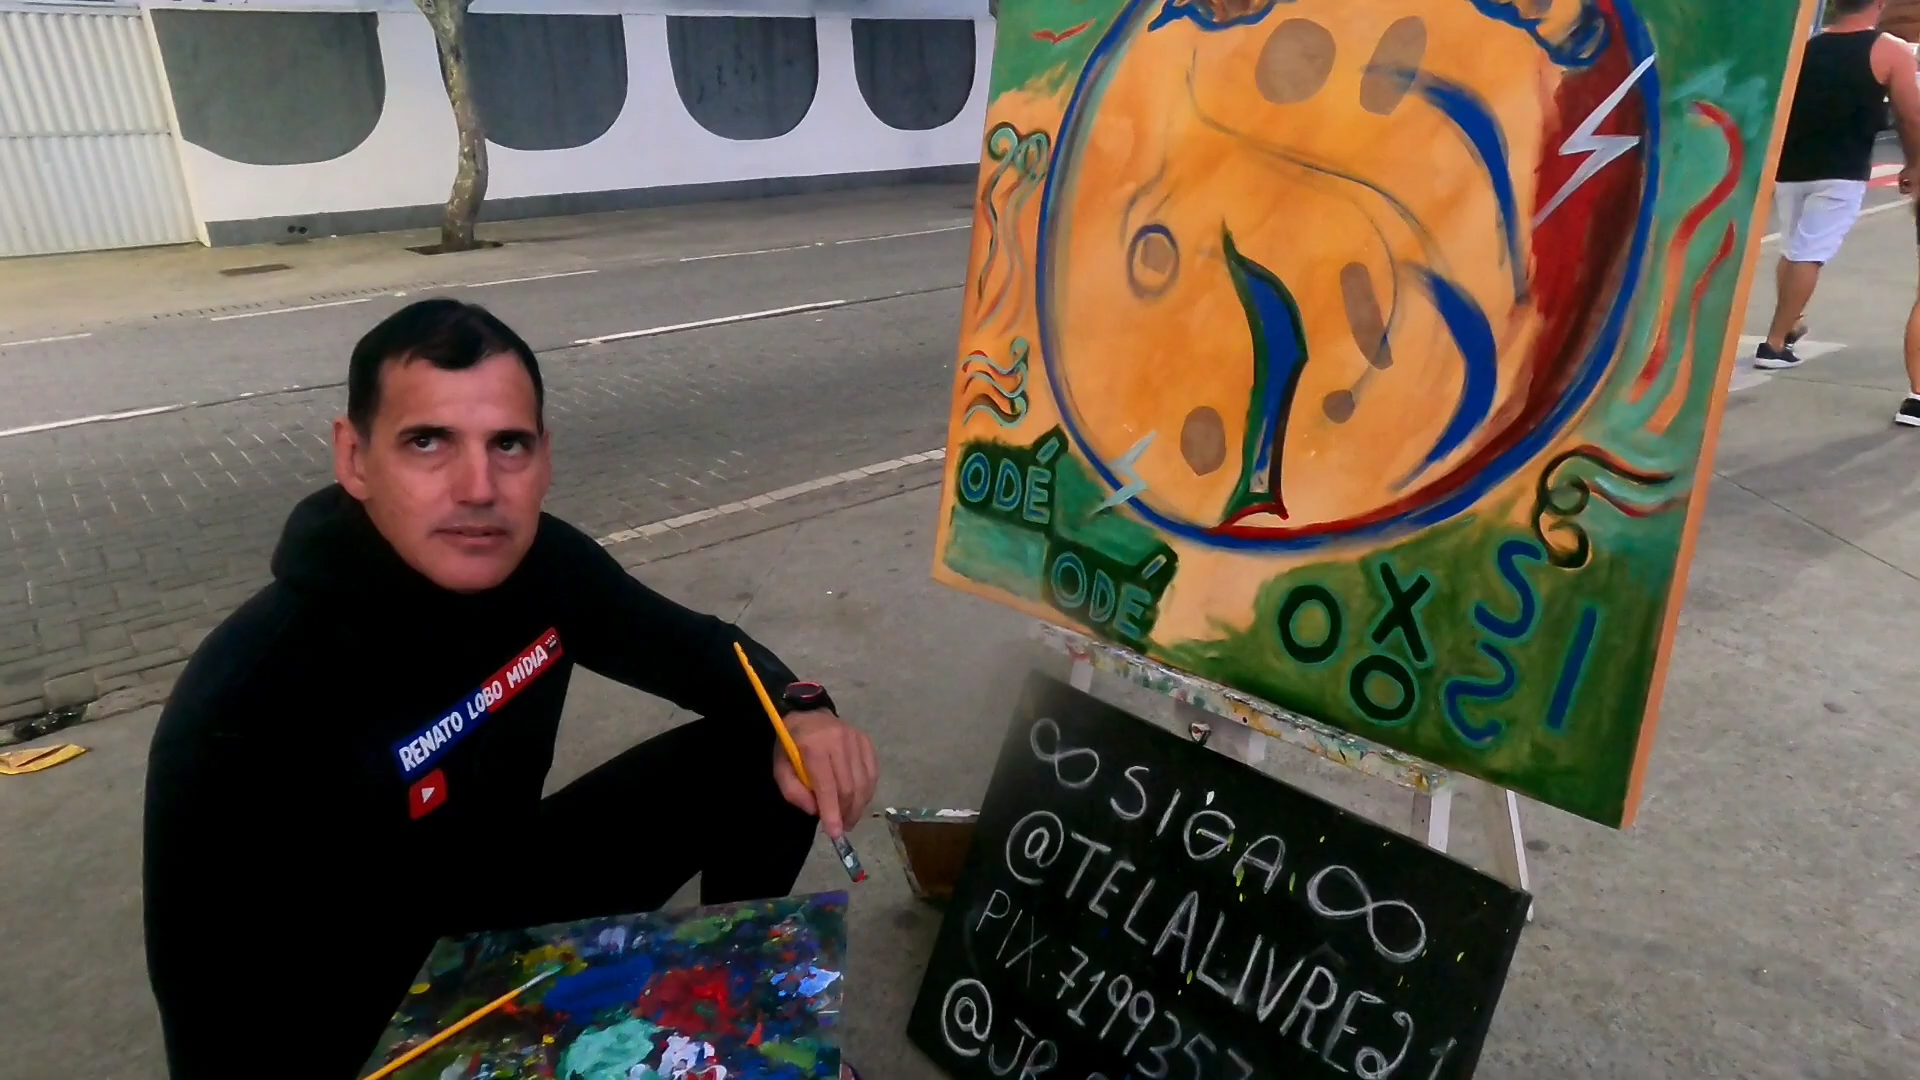 ODÉ
ODÉ
OXOSSI
RENATO LOBO MÍDIA
∞ SIGA ∞
@TELALIVRE21
PIX. 7199357
@JR